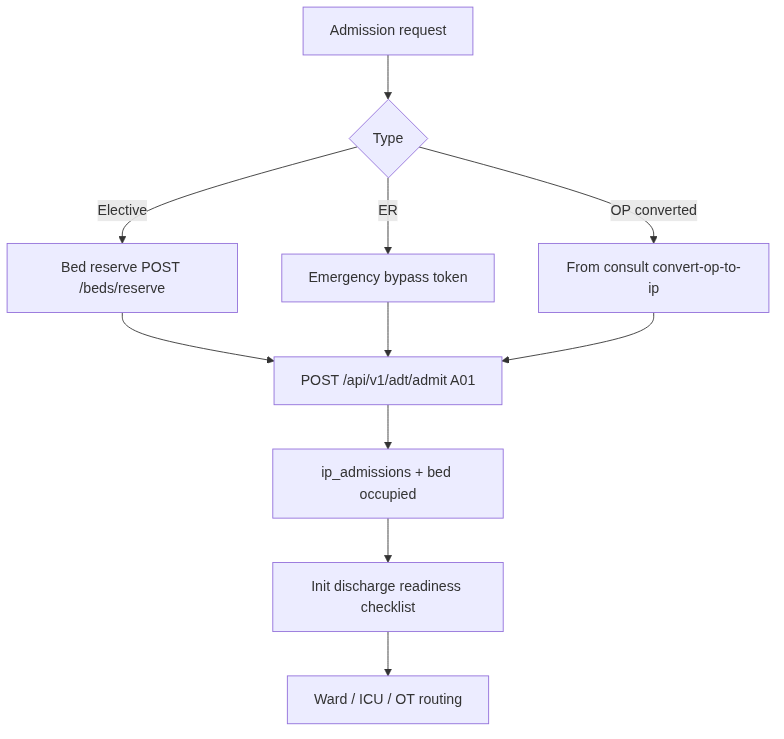 Admission request
Type
Elective
ER
OP converted
Bed reserve POST
/beds/reserve
Emergency bypass token
From consult convert-op-to-
ip
POST /api/v1/adt/admit A01
ip_admissions + bed
occupied
Init discharge readiness
checklist
Ward / ICU / OT routing